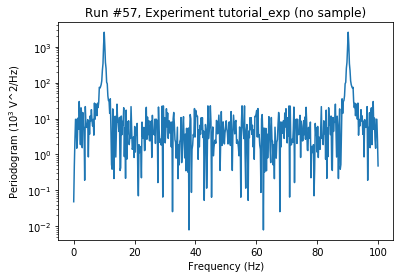 Run #57, Experiment tutorial_exp (no sample)
Periodogram (10³ V^2/Hz)
10³
10²
10¹
10⁰
10⁻¹
10⁻²
0 20 40 60 80 100
Frequency (Hz)